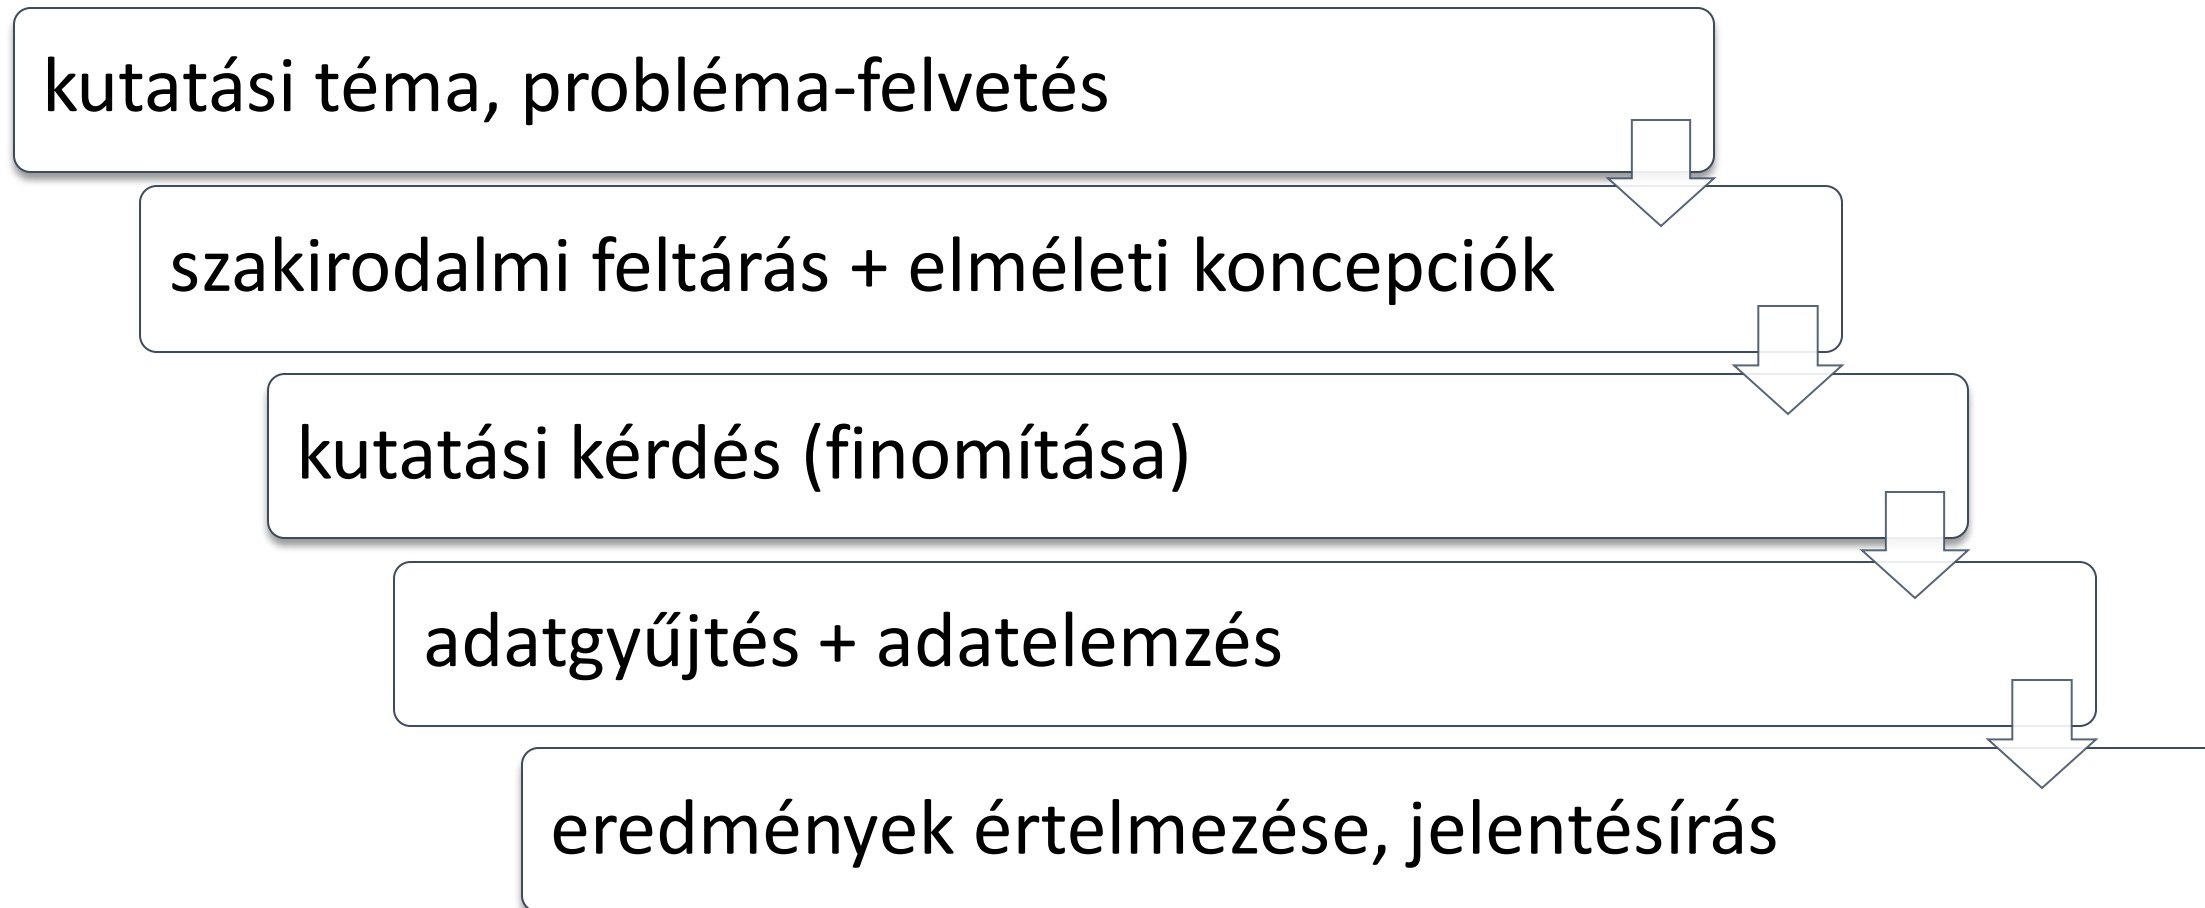 kutatási téma, probléma-felvetés
szakirodalmi feltárás + elméleti koncepciók
kutatási kérdés (finomítása)
adatgyűjtés + adatelemzés
eredmények értelmezése, jelentésírás